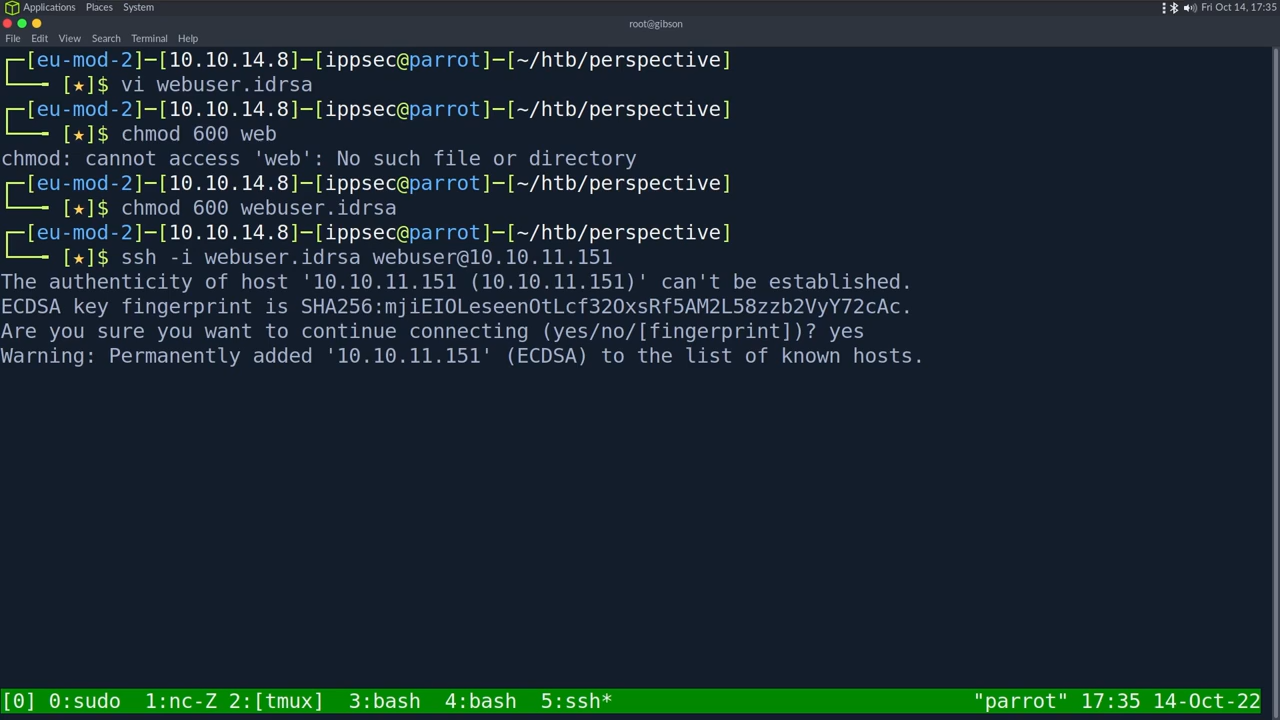 Applications Places System Fri Oct 14, 17:35
root@gibson
File Edit View Search Terminal Help
┌─[eu-mod-2]─[10.10.14.8]─[ippsec@parrot]─[~/htb/perspective]
└──╼ [★]$ vi webuser.idrsa
┌─[eu-mod-2]─[10.10.14.8]─[ippsec@parrot]─[~/htb/perspective]
└──╼ [★]$ chmod 600 web
chmod: cannot access 'web': No such file or directory
┌─[eu-mod-2]─[10.10.14.8]─[ippsec@parrot]─[~/htb/perspective]
└──╼ [★]$ chmod 600 webuser.idrsa
┌─[eu-mod-2]─[10.10.14.8]─[ippsec@parrot]─[~/htb/perspective]
└──╼ [★]$ ssh -i webuser.idrsa webuser@10.10.11.151
The authenticity of host '10.10.11.151 (10.10.11.151)' can't be established.
ECDSA key fingerprint is SHA256:mjiEIOLeseenOtLcf32OxsRf5AM2L58zzb2VyY72cAc.
Are you sure you want to continue connecting (yes/no/[fingerprint])? yes
Warning: Permanently added '10.10.11.151' (ECDSA) to the list of known hosts.
[0] 0:sudo  1:nc-Z 2:[tmux]  3:bash  4:bash  5:ssh* "parrot" 17:35 14-Oct-22